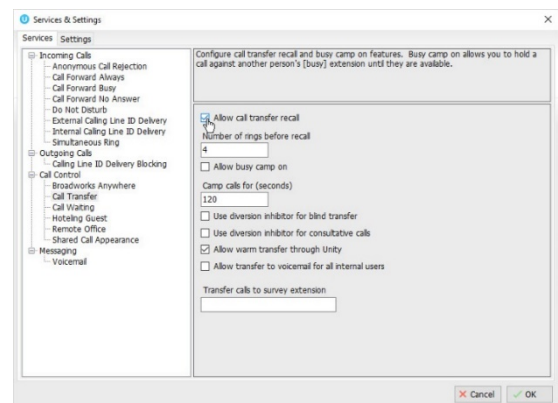 Services & Settings
Services Settings
Incoming Calls
Anonymous Call Rejection
Call Forward Always
Call Forward Busy
Call Forward No Answer
Do Not Disturb
External Calling Line ID Delivery
Internal Calling Line ID Delivery
Simultaneous Ring
Outgoing Calls
Calling Line ID Delivery Blocking
Call Control
Broadworks Anywhere
Call Transfer
Call Waiting
Hoteling Guest
Remote Office
Shared Call Appearance
Messaging
Voicemail
Configure call transfer recall and busy camp on features. Busy camp on allows you to hold a
call against another person's [busy] extension until they are available.
Allow call transfer recall
Number of rings before recall
4
Allow busy camp on
Camp calls for (seconds)
120
Use diversion inhibitor for blind transfer
Use diversion inhibitor for consultative calls
Allow warm transfer through Unity
Allow transfer to voicemail for all internal users
Transfer calls to survey extension
Cancel OK